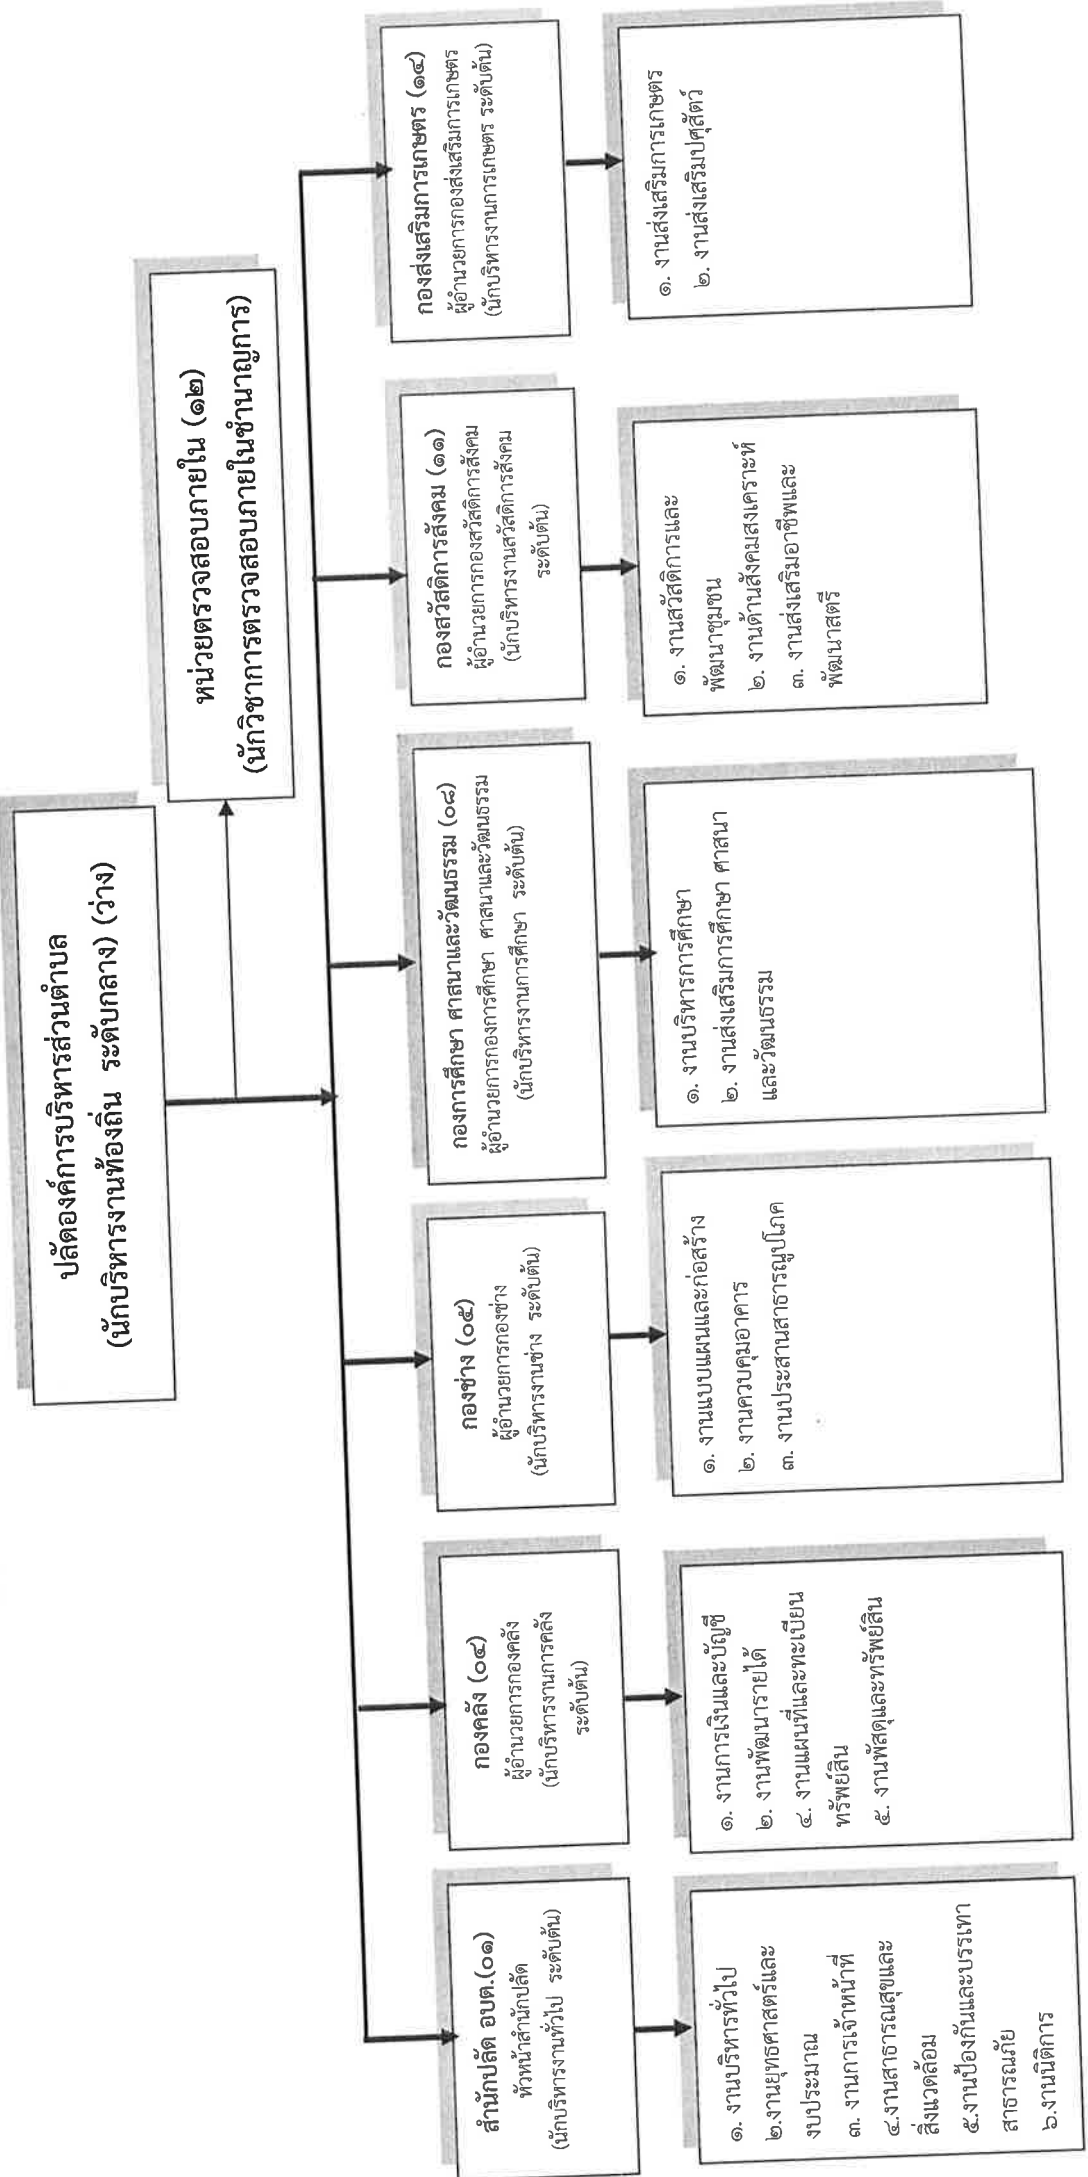 ปลัดองค์การบริหารส่วนตำบล
(นักบริหารงานท้องถิ่น ระดับกลาง) (ว่าง)
หน่วยตรวจสอบภายใน (๑๒)
(นักวิชาการตรวจสอบภายในชำนาญการ)
สำนักปลัด อบต.(๐๑)
หัวหน้าสำนักปลัด
(นักบริหารงานทั่วไป ระดับต้น)
๑. งานบริหารทั่วไป
๒.งานยุทธศาสตร์และ
งบประมาณ
๓. งานการเจ้าหน้าที่
๔.งานสาธารณสุขและ
สิ่งแวดล้อม
๕.งานป้องกันและบรรเทา
สาธารณภัย
๖.งานนิติการ
กองคลัง (๐๔)
ผู้อำนวยการกองคลัง
(นักบริหารงานการคลัง
ระดับต้น)
๑. งานการเงินและบัญชี
๒. งานพัฒนารายได้
๔. งานแผนที่และทะเบียน
ทรัพย์สิน
๕. งานพัสดุและทรัพย์สิน
กองช่าง (๐๕)
ผู้อำนวยการกองช่าง
(นักบริหารงานช่าง ระดับต้น)
๑. งานแบบแผนและก่อสร้าง
๒. งานควบคุมอาคาร
๓. งานประสานสาธารณูปโภค
กองการศึกษา ศาสนาและวัฒนธรรม (๐๘)
ผู้อำนวยการกองการศึกษา ศาสนาและวัฒนธรรม
(นักบริหารงานการศึกษา ระดับต้น)
๑. งานบริหารการศึกษา
๒. งานส่งเสริมการศึกษา ศาสนา
และวัฒนธรรม
กองสวัสดิการสังคม (๑๑)
ผู้อำนวยการกองสวัสดิการสังคม
(นักบริหารงานสวัสดิการสังคม
ระดับต้น)
๑. งานสวัสดิการและ
พัฒนาชุมชน
๒. งานด้านสังคมสงเคราะห์
๓. งานส่งเสริมอาชีพและ
พัฒนาสตรี
กองส่งเสริมการเกษตร (๑๔)
ผู้อำนวยการกองส่งเสริมการเกษตร
(นักบริหารงานการเกษตร ระดับต้น)
๑. งานส่งเสริมการเกษตร
๒. งานส่งเสริมปศุสัตว์